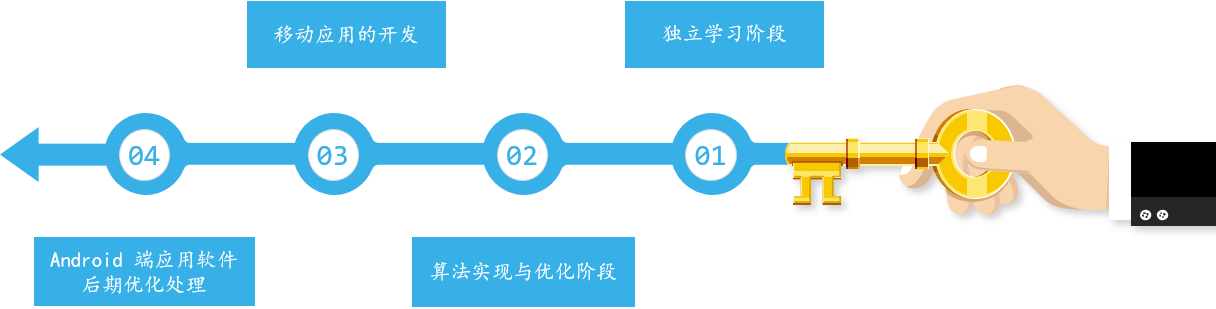 移动应用的开发
独立学习阶段
04
03
02
01
Android 端应用软件
后期优化处理
算法实现与优化阶段